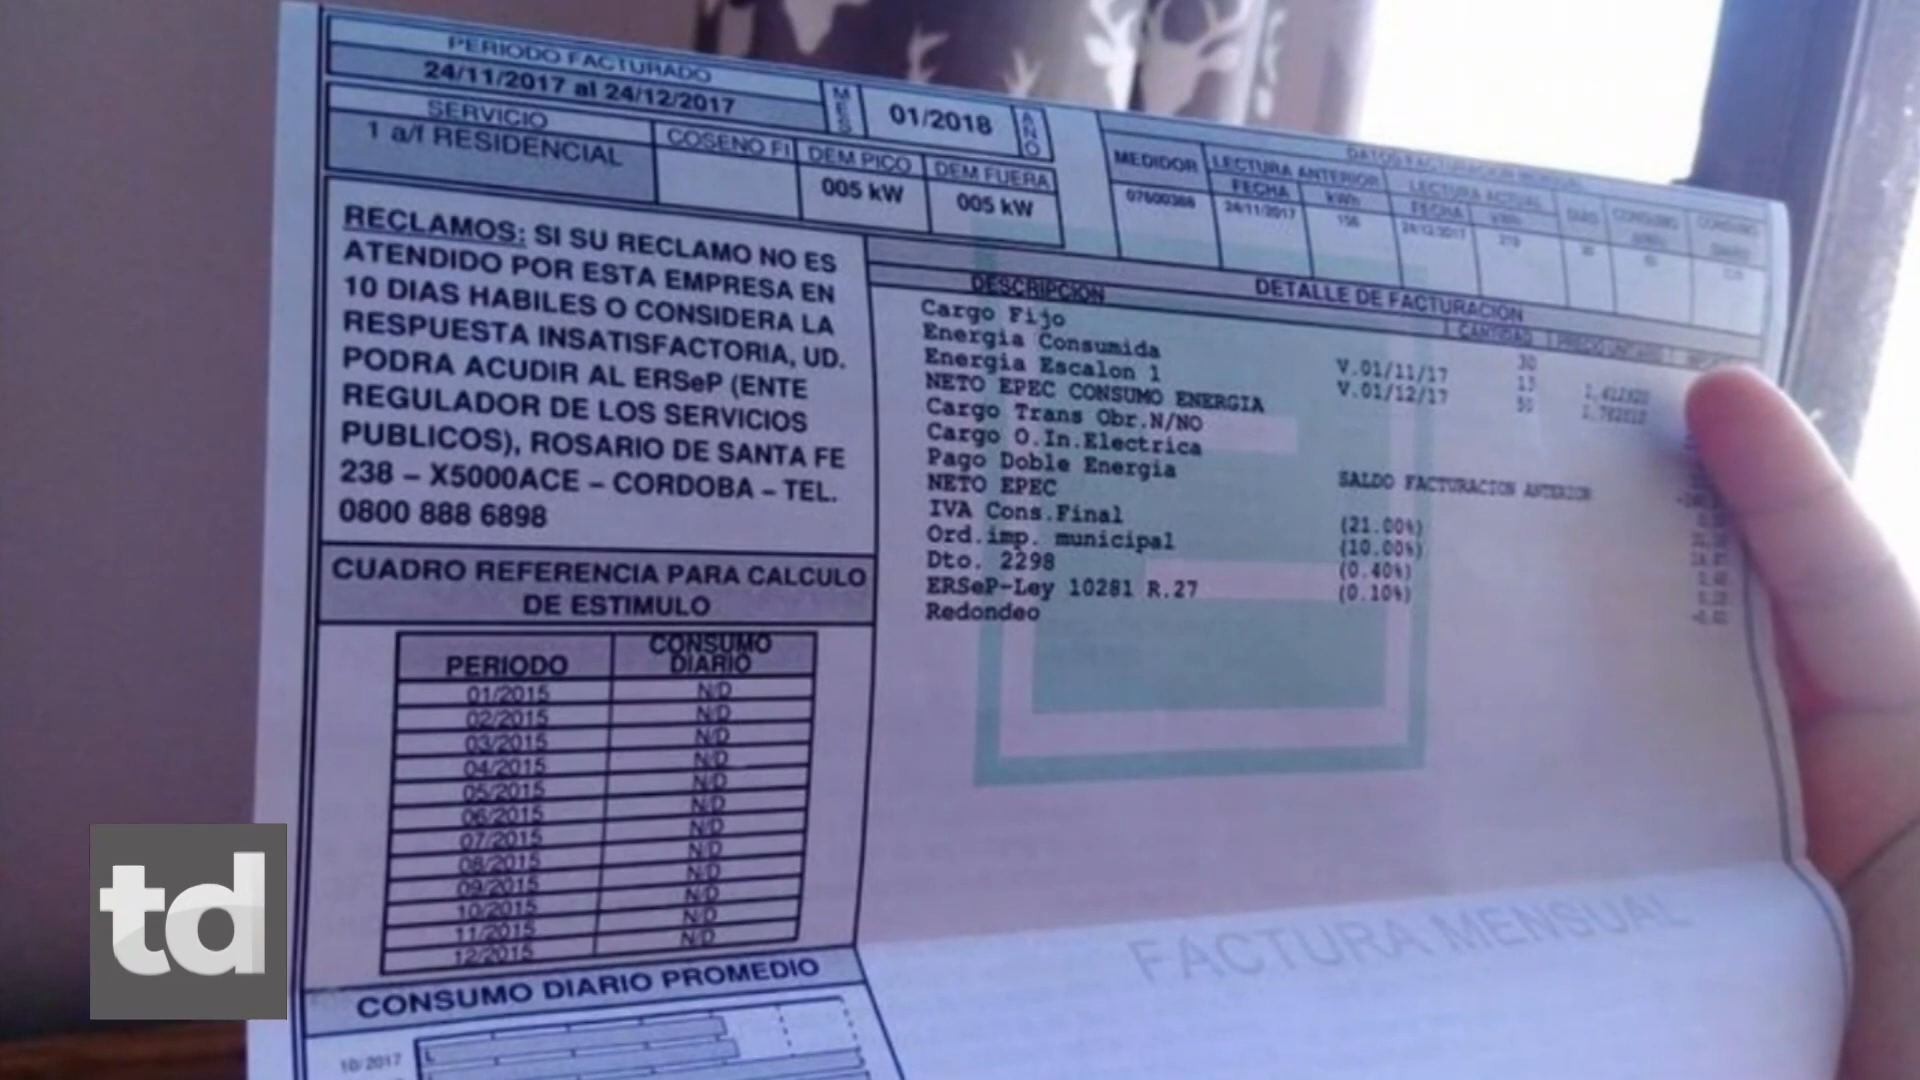 PERIODO FACTURADO
24/11/2017 al 24/12/2017
MES
01/2018
AÑO
SERVICIO
1 a/f RESIDENCIAL
COSENO FI
DEM PICO
005 kW
DEM FUERA
005 kW
DATOS FACTURACION MENSUAL
MEDIDOR
LECTURA ANTERIOR
LECTURA ACTUAL
FECHA
kWh
FECHA
kWh
DIAS
CONSUMO
CONSUMO
24/11/2017
156
24/12/2017
RECLAMOS: SI SU RECLAMO NO ES
ATENDIDO POR ESTA EMPRESA EN
10 DIAS HABILES O CONSIDERA LA
RESPUESTA INSATISFACTORIA, UD.
PODRA ACUDIR AL ERSeP (ENTE
REGULADOR DE LOS SERVICIOS
PUBLICOS), ROSARIO DE SANTA FE
238 – X5000ACE – CORDOBA – TEL.
0800 888 6898
DETALLE DE FACTURACION
DESCRIPCION
CANTIDAD
PRECIO UNITARIO
Cargo Fijo
Energia Consumida V.01/11/17 30
Energia Escalon 1 V.01/12/17
NETO EPEC CONSUMO ENERGIA
Cargo Trans Obr.N/NO
Cargo O.In.Electrica
Pago Doble Energia SALDO FACTURACION ANTERIOR
NETO EPEC
IVA Cons.Final (21.00%)
Ord.imp. municipal (10.00%)
Dto. 2298 (0.40%)
ERSeP-Ley 10281 R.27 (0.10%)
Redondeo
CUADRO REFERENCIA PARA CALCULO
DE ESTIMULO
PERIODO
CONSUMO
DIARIO
01/2015 N/D
02/2015 N/D
03/2015 N/D
04/2015 N/D
05/2015 N/D
06/2015 N/D
07/2015 N/D
08/2015 N/D
09/2015 N/D
10/2015 N/D
11/2015 N/D
12/2015 N/D
CONSUMO DIARIO PROMEDIO
10/2017
FACTURA MENSUAL
td